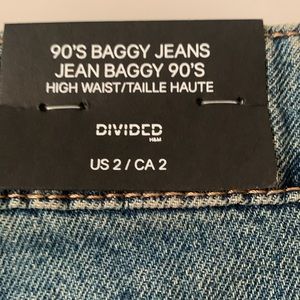 90'S BAGGY JEANS
JEAN BAGGY 90'S
HIGH WAIST/TAILLE HAUTE
DIVIDED
H&M
US 2 / CA 2